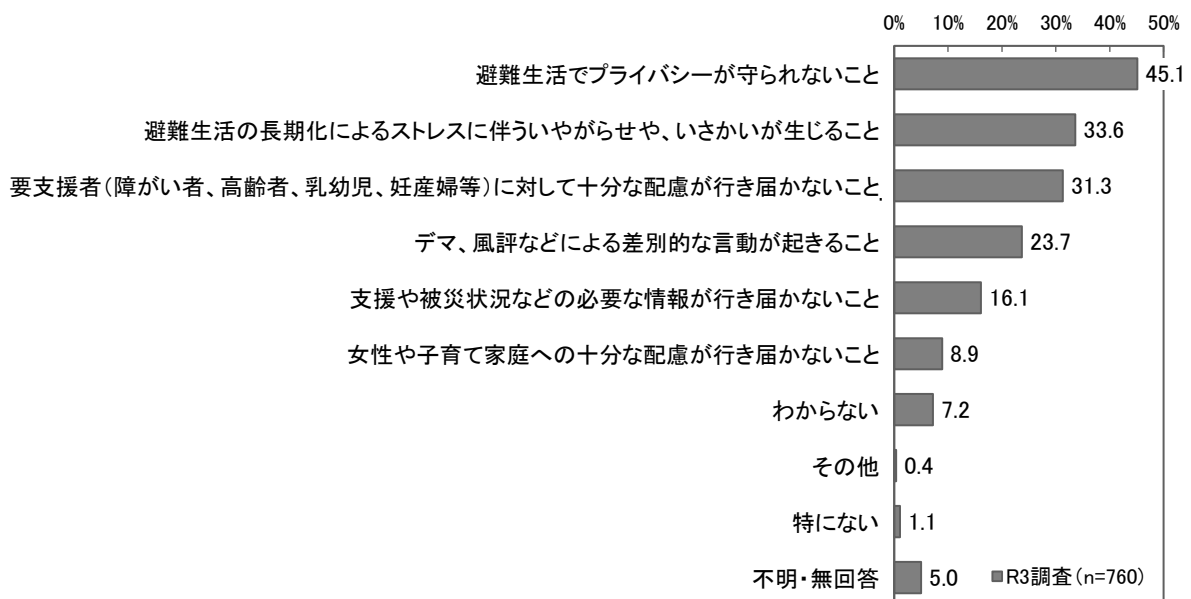 0% 10% 20% 30% 40% 50%
避難生活でプライバシーが守られないこと 45.1
避難生活の長期化によるストレスに伴ういやがらせや、いさかいが生じること 33.6
要支援者(障がい者、高齢者、乳幼児、妊産婦等)に対して十分な配慮が行き届かないこと 31.3
デマ、風評などによる差別的な言動が起きること 23.7
支援や被災状況などの必要な情報が行き届かないこと 16.1
女性や子育て家庭への十分な配慮が行き届かないこと 8.9
わからない 7.2
その他 0.4
特にない 1.1
不明・無回答 5.0 R3調査(n=760)